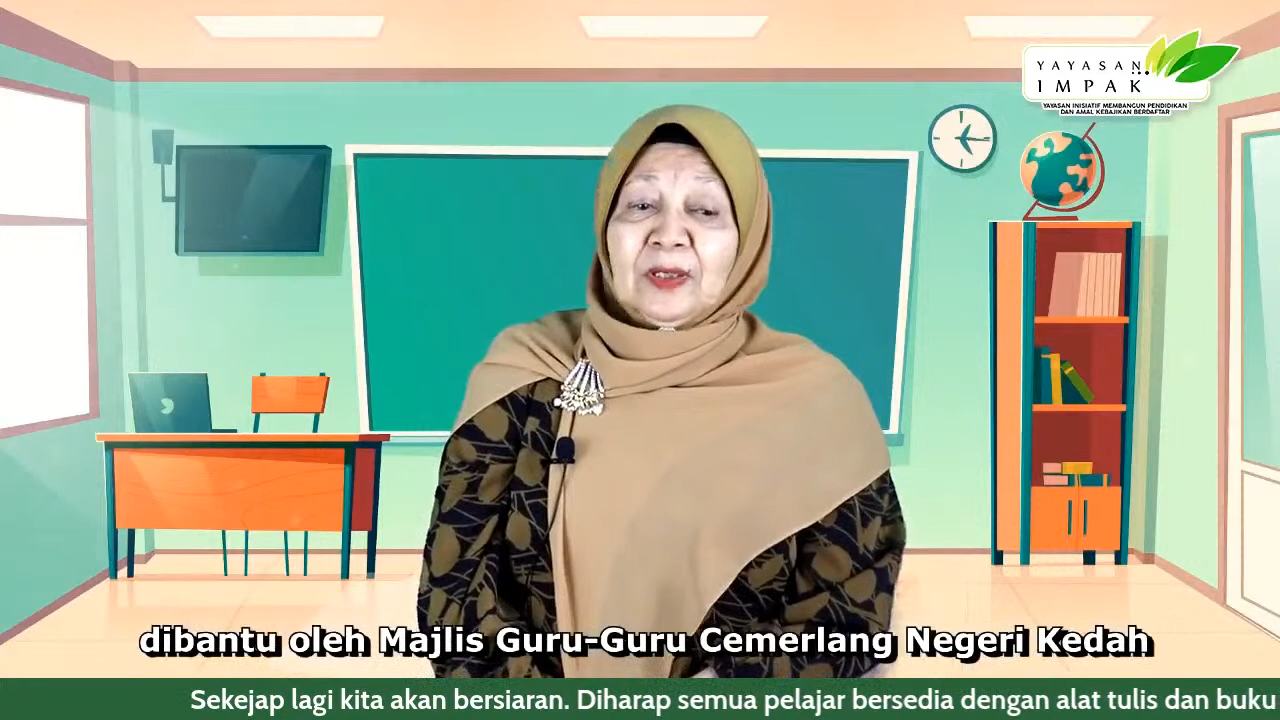 YAYASAN
IMPAK
YAYASAN INISIATIF MEMBANGUN PENDIDIKAN
DAN AMAL KEBAJIKAN BERDAFTAR
dibantu oleh Majlis Guru-Guru Cemerlang Negeri Kedah
Sekejap lagi kita akan bersiaran. Diharap semua pelajar bersedia dengan alat tulis dan buku